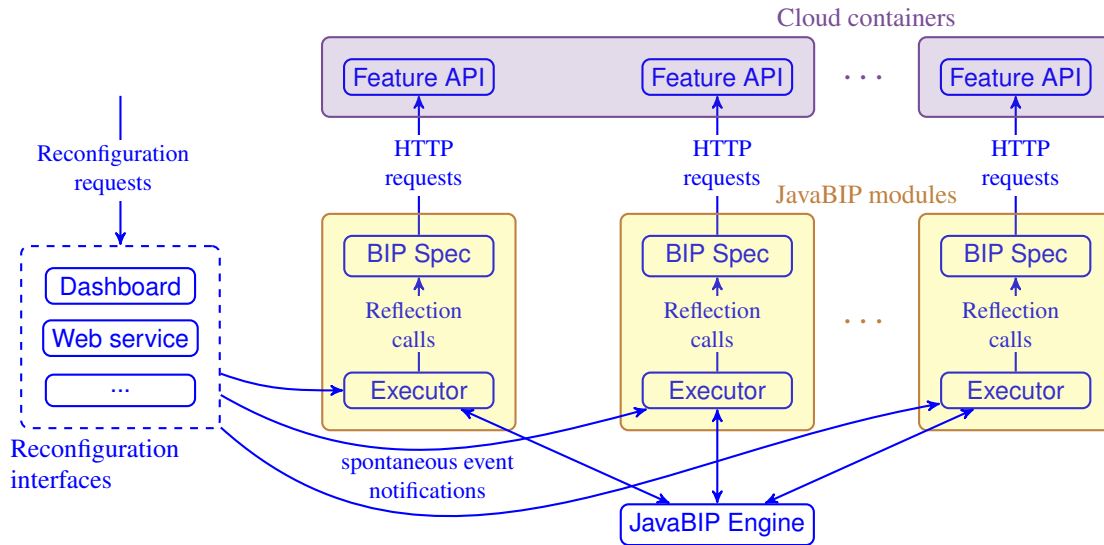 Cloud containers
Feature API
Feature API
. . .
Feature API
Reconfiguration
requests
HTTP
requests
HTTP
requests
HTTP
requests
JavaBIP modules
BIP Spec
BIP Spec
BIP Spec
Dashboard
Web service
...
Reflection
calls
Reflection
calls
. . .
Reflection
calls
Executor
Executor
Executor
Reconfiguration
interfaces
spontaneous event
notifications
JavaBIP Engine